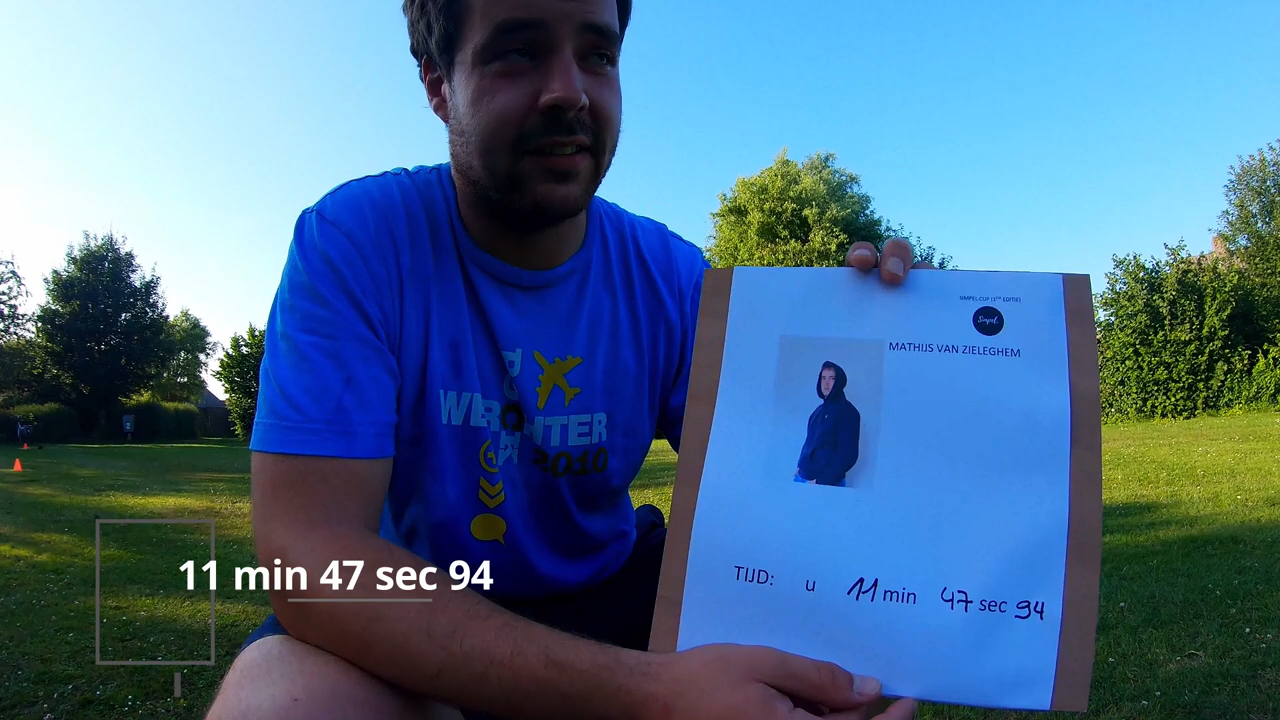 SIMPEL CUP (1STE EDITIE)
Simpel.
MATHIJS VAN ZIELEGHEM
WERCHTER
2010
TIJD: u 11 min 47 sec 94
11 min 47 sec 94